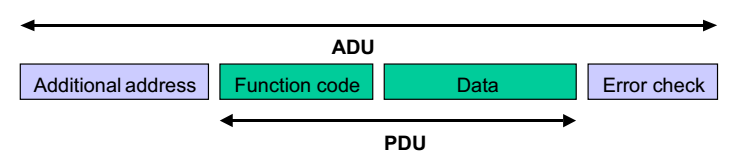 ADU
Additional address Function code Data Error check
PDU